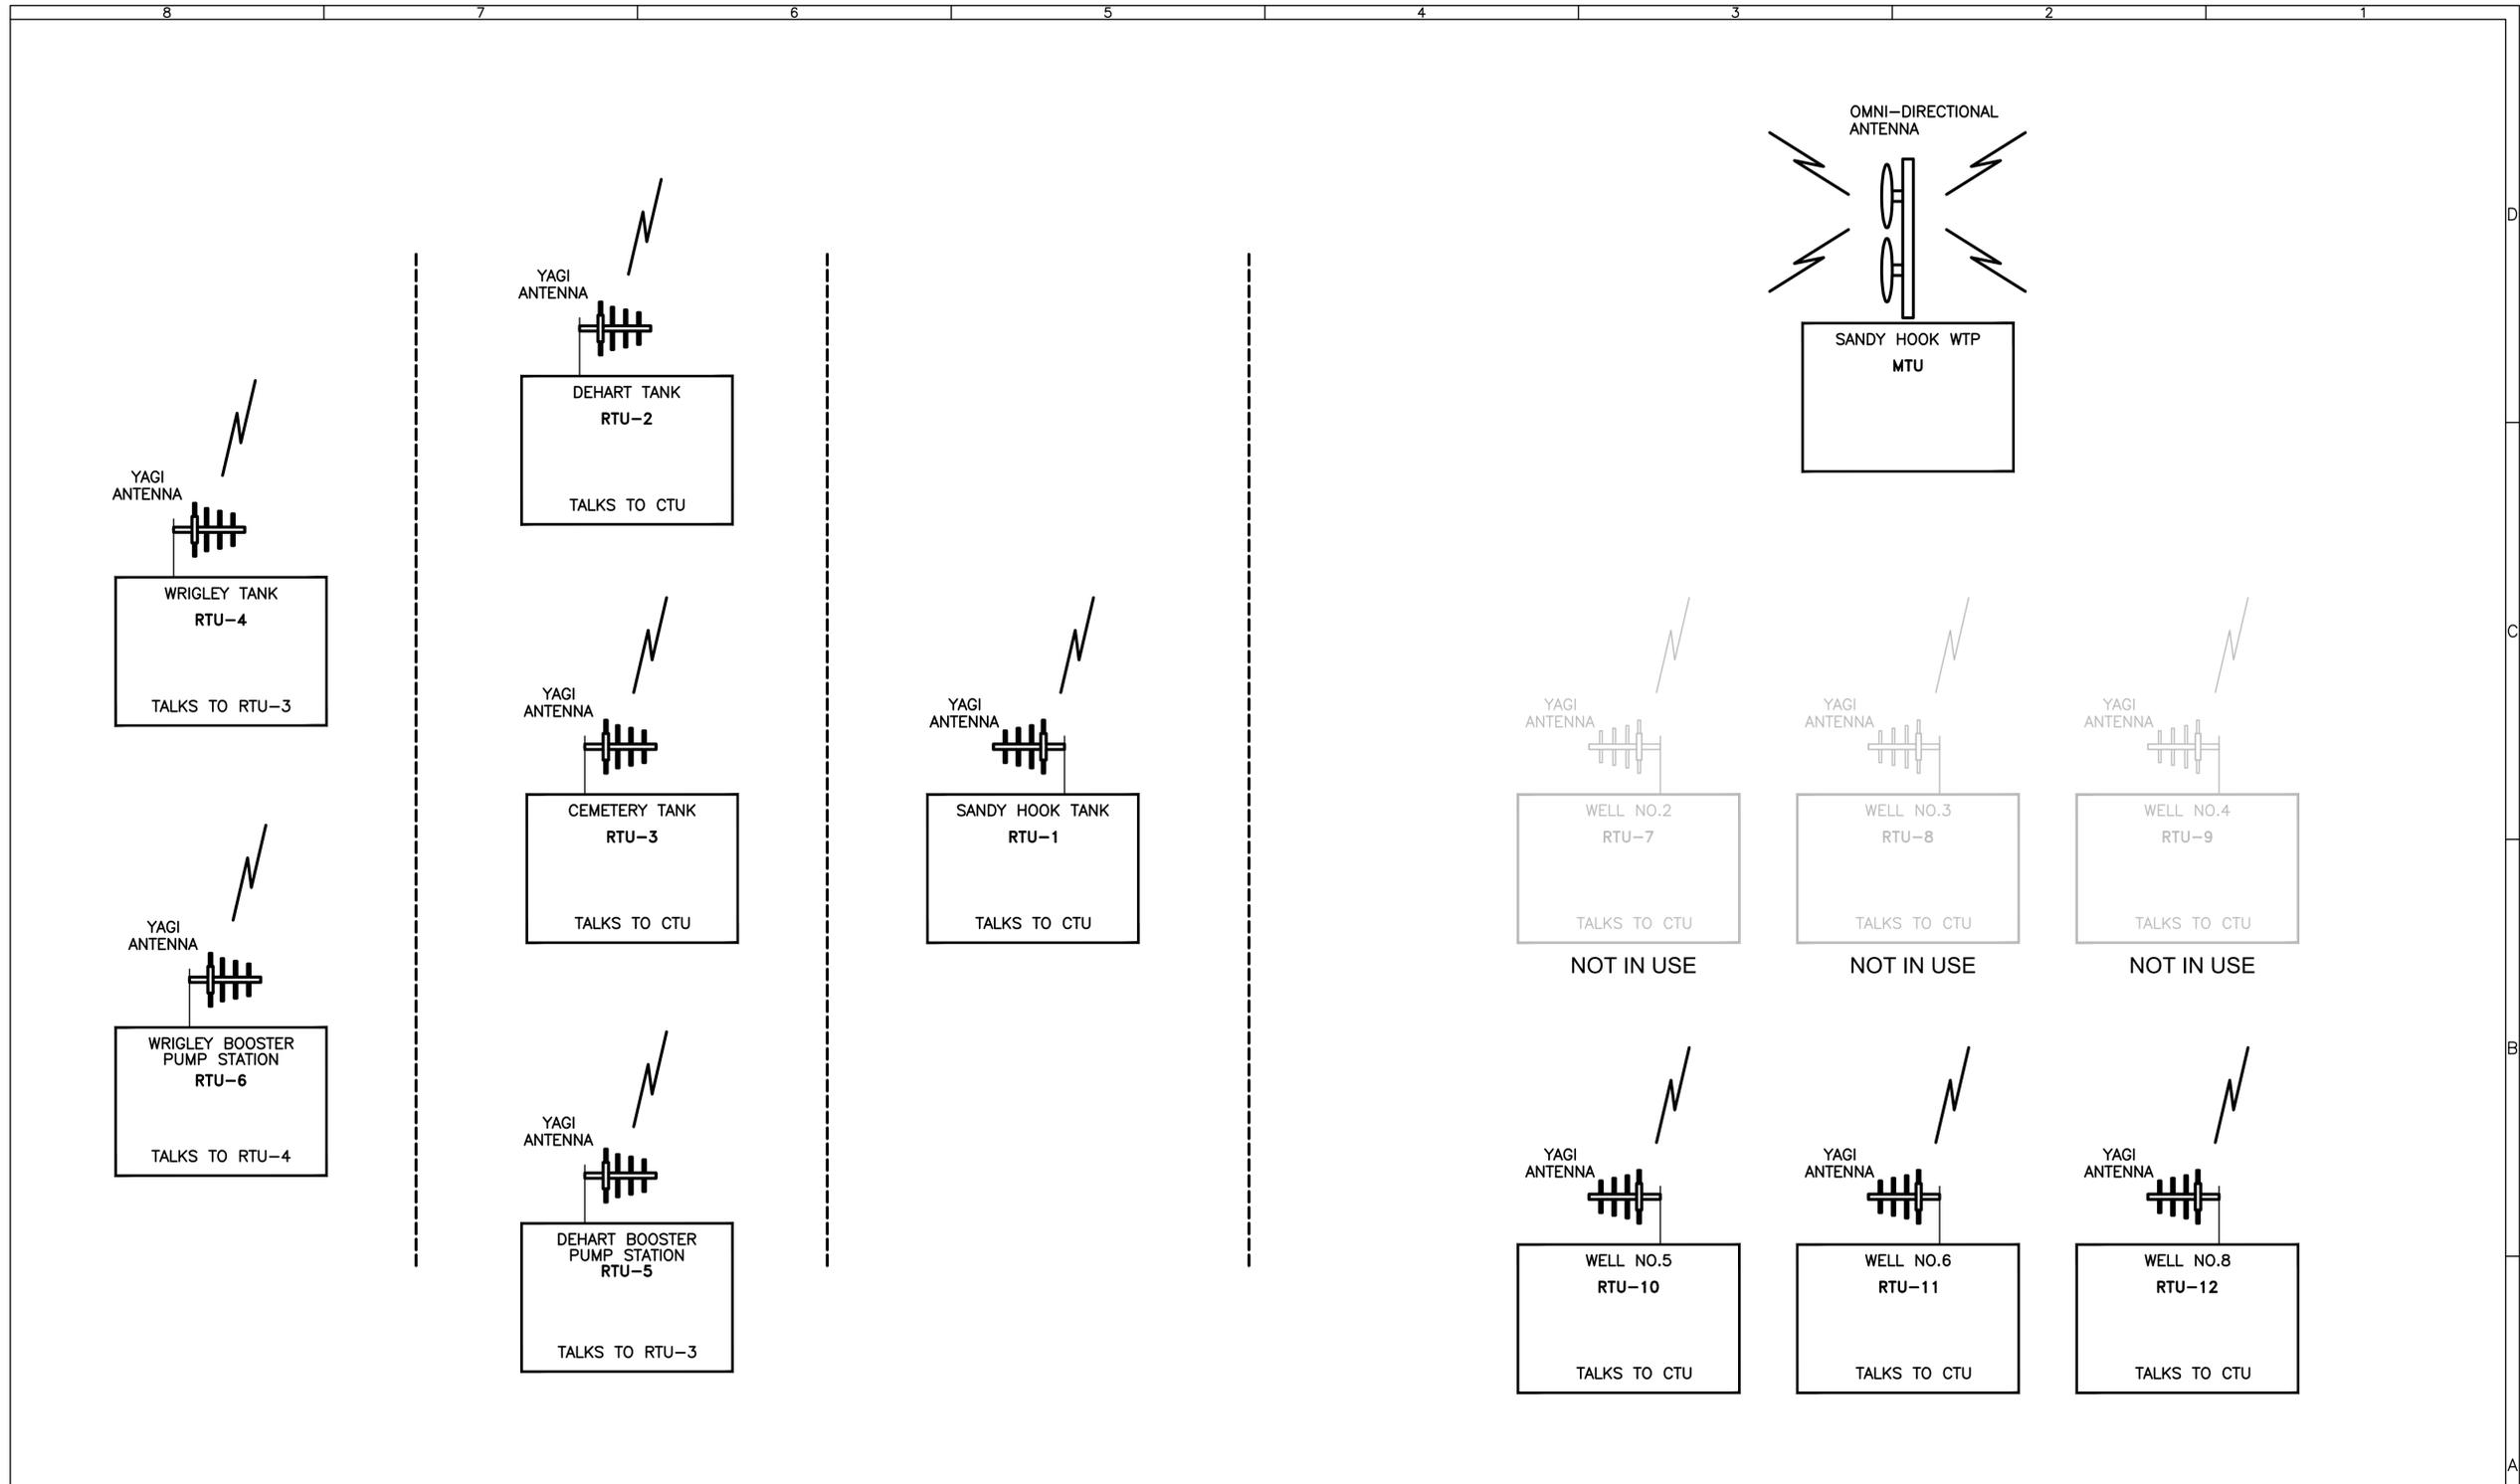 8 7 6 5 4 3 2 1
OMNI-DIRECTIONAL
ANTENNA
SANDY HOOK WTP
MTU
D
YAGI
ANTENNA
DEHART TANK
RTU-2
TALKS TO CTU
YAGI
ANTENNA
WRIGLEY TANK
RTU-4
TALKS TO RTU-3
C
YAGI
ANTENNA
CEMETERY TANK
RTU-3
TALKS TO CTU
YAGI
ANTENNA
SANDY HOOK TANK
RTU-1
TALKS TO CTU
YAGI
ANTENNA
WELL NO.2
RTU-7
TALKS TO CTU
NOT IN USE
YAGI
ANTENNA
WELL NO.3
RTU-8
TALKS TO CTU
NOT IN USE
YAGI
ANTENNA
WELL NO.4
RTU-9
TALKS TO CTU
NOT IN USE
YAGI
ANTENNA
WRIGLEY BOOSTER
PUMP STATION
RTU-6
TALKS TO RTU-4
B
YAGI
ANTENNA
DEHART BOOSTER
PUMP STATION
RTU-5
TALKS TO RTU-3
YAGI
ANTENNA
WELL NO.5
RTU-10
TALKS TO CTU
YAGI
ANTENNA
WELL NO.6
RTU-11
TALKS TO CTU
YAGI
ANTENNA
WELL NO.8
RTU-12
TALKS TO CTU
A